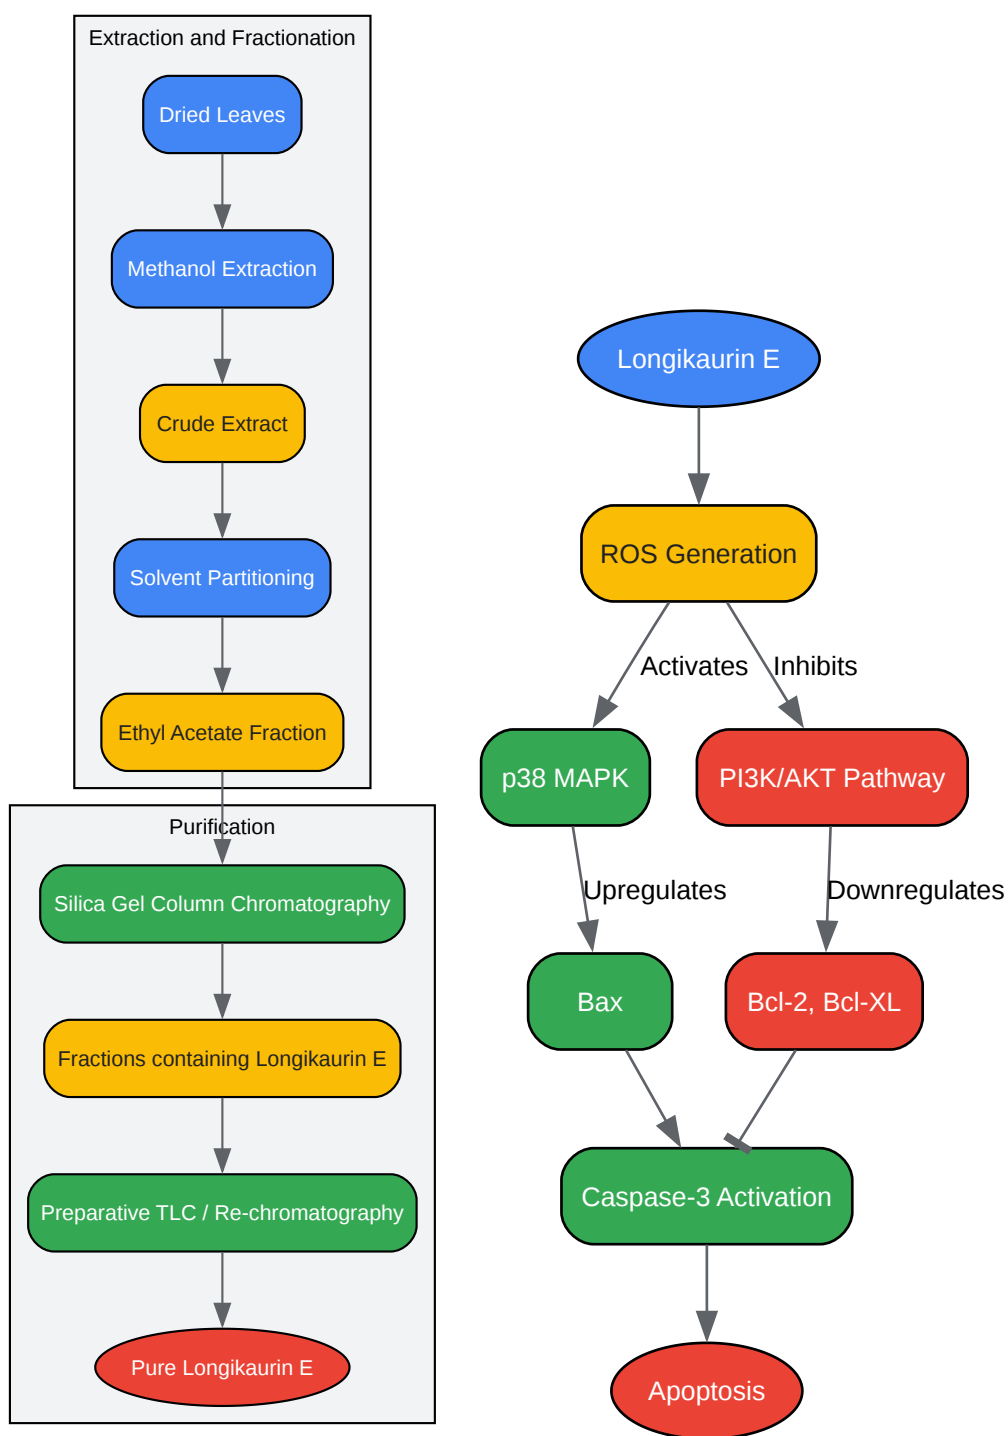 Extraction and Fractionation
Dried Leaves
Methanol Extraction
Crude Extract
Solvent Partitioning
Ethyl Acetate Fraction
Purification
Silica Gel Column Chromatography
Fractions containing Longikaurin E
Preparative TLC / Re-chromatography
Pure Longikaurin E
Longikaurin E
ROS Generation
Activates
Inhibits
p38 MAPK
PI3K/AKT Pathway
Upregulates
Downregulates
Bax
Bcl-2, Bcl-XL
Caspase-3 Activation
Apoptosis